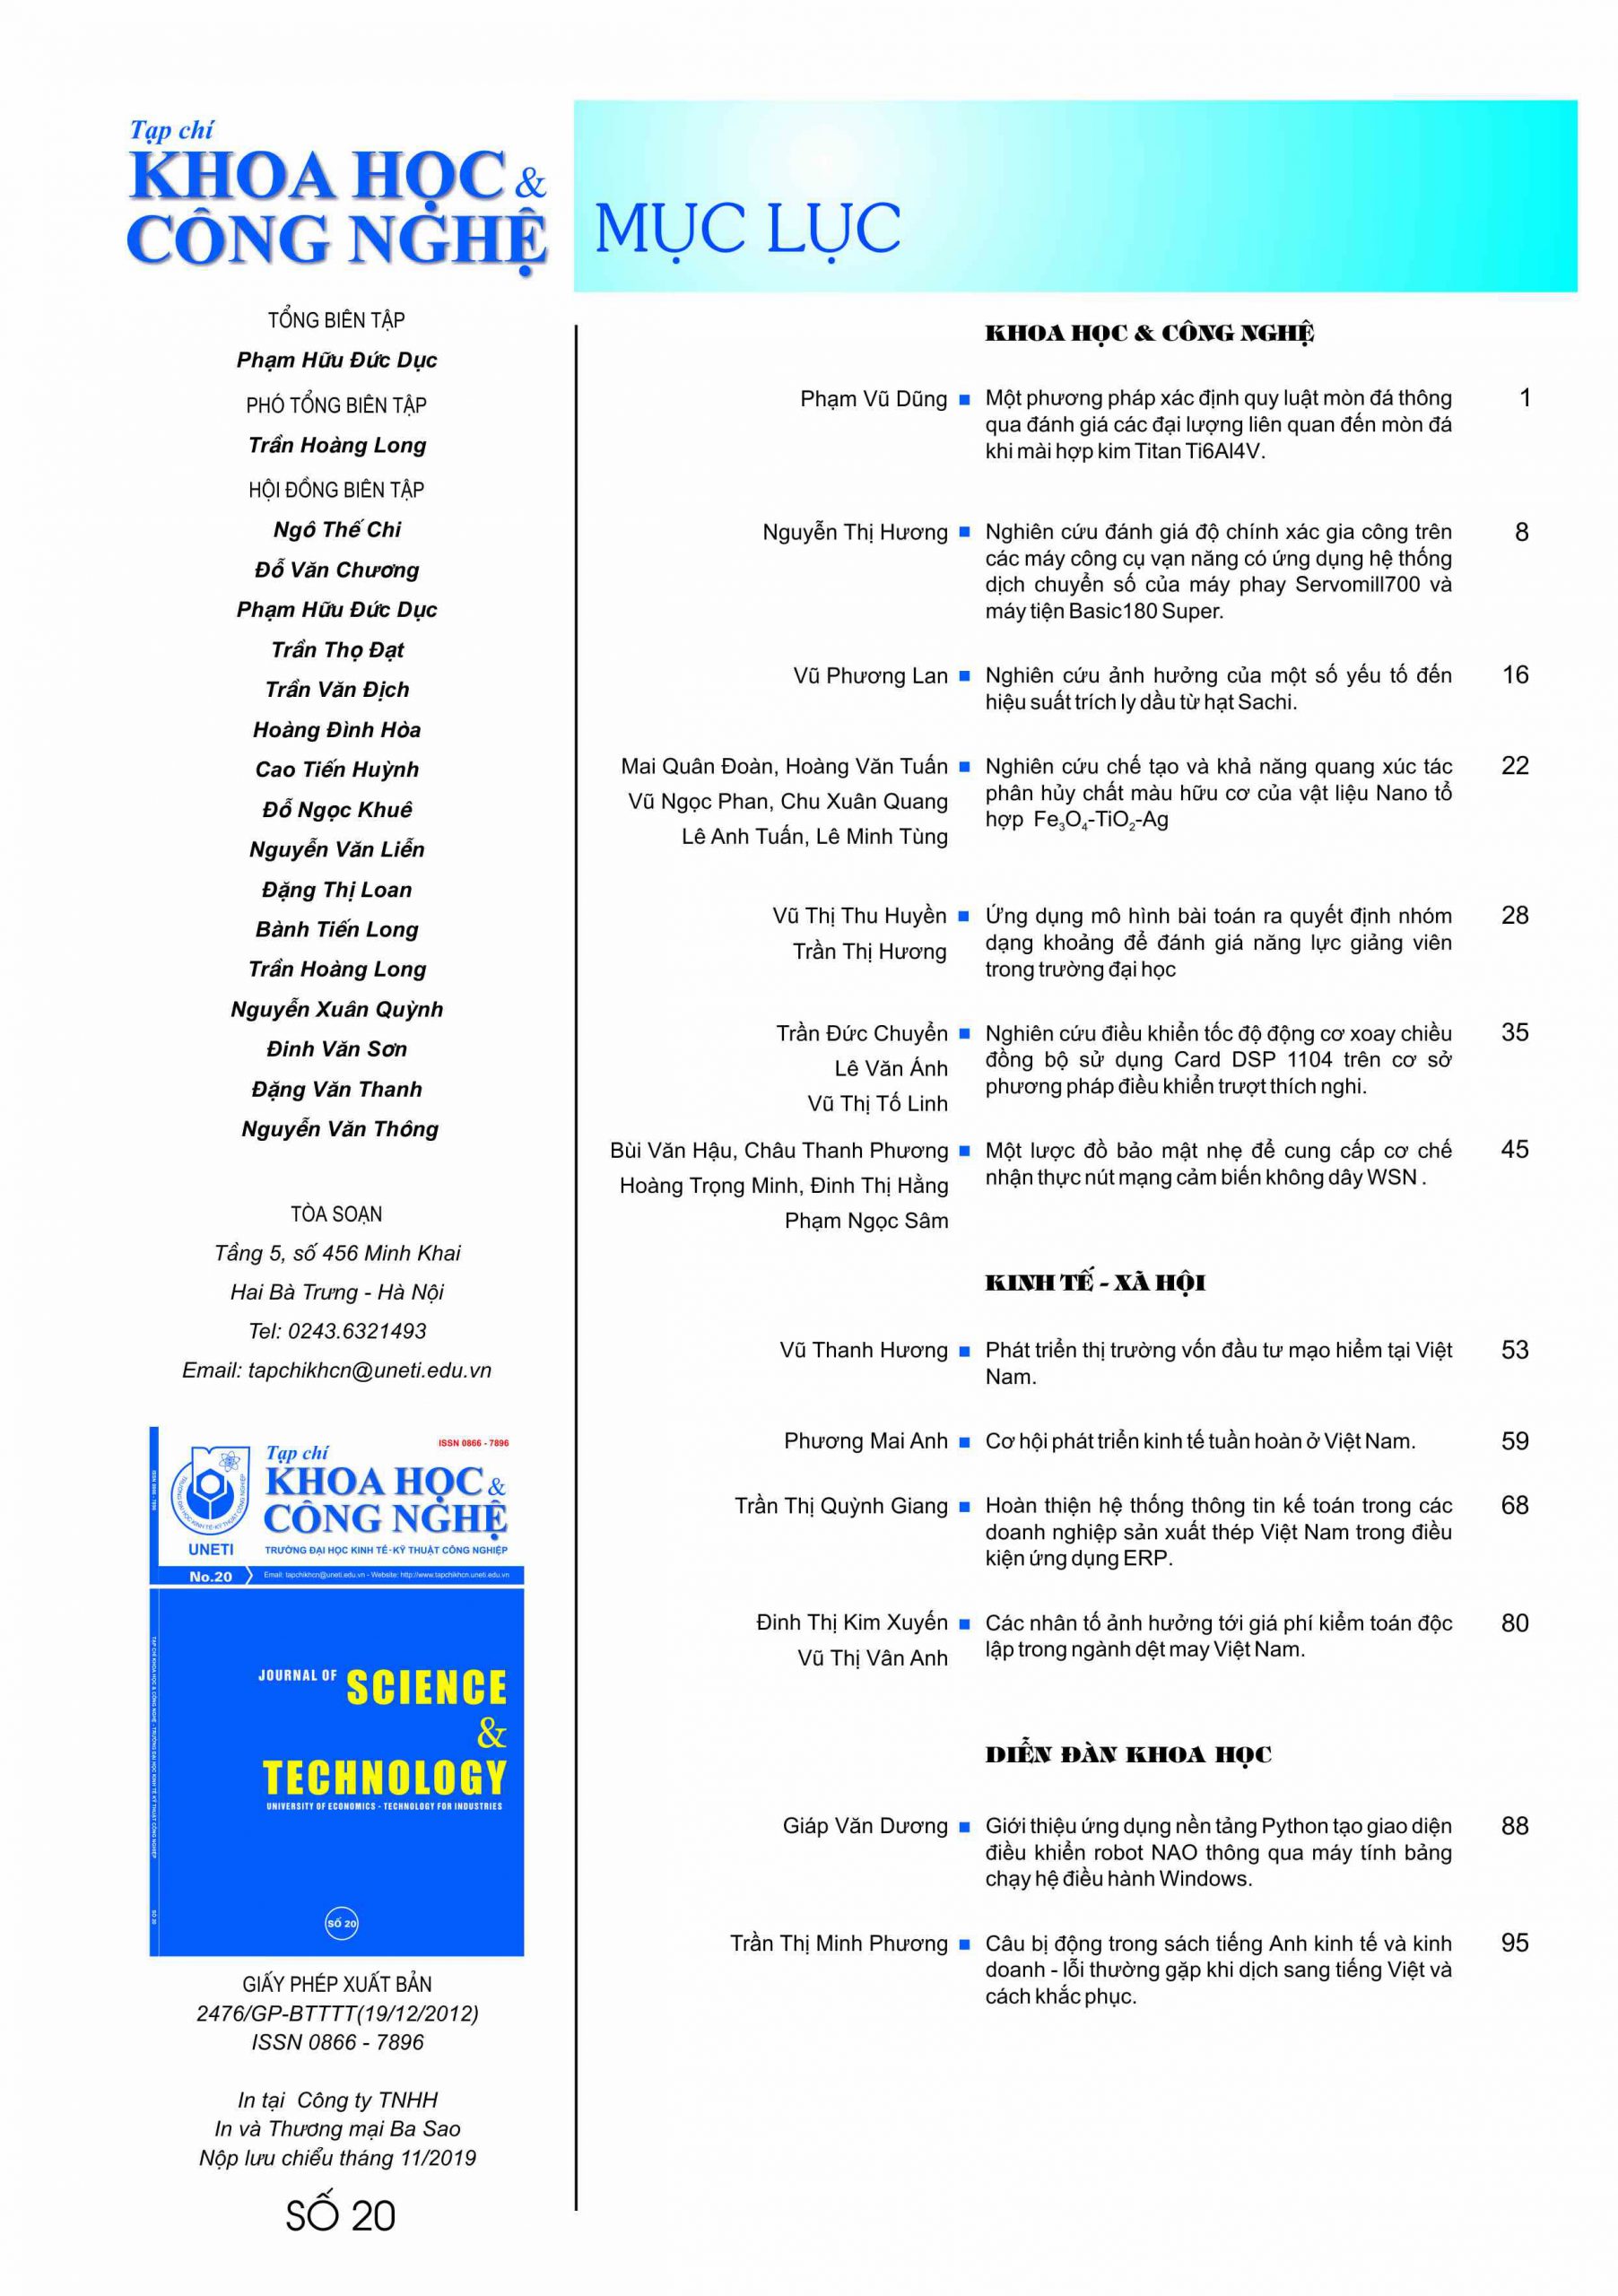 Tạp chí
KHOA HỌC &
CÔNG NGHỆ
MỤC LỤC
TỔNG BIÊN TẬP
Phạm Hữu Đức Dục
PHÓ TỔNG BIÊN TẬP
Trần Hoàng Long
HỘI ĐỒNG BIÊN TẬP
Ngô Thế Chi
Đỗ Văn Chương
Phạm Hữu Đức Dục
Trần Thọ Đạt
Trần Văn Địch
Hoàng Đình Hòa
Cao Tiến Huỳnh
Đỗ Ngọc Khuê
Nguyễn Văn Liễn
Đặng Thị Loan
Bành Tiến Long
Trần Hoàng Long
Nguyễn Xuân Quỳnh
Đinh Văn Sơn
Đặng Văn Thanh
Nguyễn Văn Thông
TÒA SOẠN
Tầng 5, số 456 Minh Khai
Hai Bà Trưng - Hà Nội
Tel: 0243.6321493
Email: tapchikhcn@uneti.edu.vn
ISSN 0866 - 7896
Tạp chí
KHOA HỌC &
CÔNG NGHỆ
UNETI
TRƯỜNG ĐẠI HỌC KINH TẾ-KỸ THUẬT CÔNG NGHIỆP
No.20
Email: tapchikhcn@uneti.edu.vn - Website: http://www.tapchikhcn.uneti.edu.vn
JOURNAL OF SCIENCE
&
TECHNOLOGY
UNIVERSITY OF ECONOMICS - TECHNOLOGY FOR INDUSTRIES
SỐ 20
GIẤY PHÉP XUẤT BẢN
2476/GP-BTTTT(19/12/2012)
ISSN 0866 - 7896
In tại Công ty TNHH
In và Thương mại Ba Sao
Nộp lưu chiểu tháng 11/2019
SỐ 20
KHOA HỌC & CÔNG NGHỆ
Phạm Vũ Dũng ■ Một phương pháp xác định quy luật mòn đá thông 1
qua đánh giá các đại lượng liên quan đến mòn đá
khi mài hợp kim Titan Ti6Al4V.
Nguyễn Thị Hương ■ Nghiên cứu đánh giá độ chính xác gia công trên 8
các máy công cụ vạn năng có ứng dụng hệ thống
dịch chuyển số của máy phay Servomill700 và
máy tiện Basic180 Super.
Vũ Phương Lan ■ Nghiên cứu ảnh hưởng của một số yếu tố đến 16
hiệu suất trích ly dầu từ hạt Sachi.
Mai Quân Đoàn, Hoàng Văn Tuấn ■ Nghiên cứu chế tạo và khả năng quang xúc tác 22
Vũ Ngọc Phan, Chu Xuân Quang phân hủy chất màu hữu cơ của vật liệu Nano tổ
Lê Anh Tuấn, Lê Minh Tùng hợp Fe₃O₄-TiO₂-Ag
Vũ Thị Thu Huyền ■ Ứng dụng mô hình bài toán ra quyết định nhóm 28
Trần Thị Hương dạng khoảng để đánh giá năng lực giảng viên
trong trường đại học
Trần Đức Chuyển ■ Nghiên cứu điều khiển tốc độ động cơ xoay chiều 35
Lê Văn Ánh đồng bộ sử dụng Card DSP 1104 trên cơ sở
Vũ Thị Tố Linh phương pháp điều khiển trượt thích nghi.
Bùi Văn Hậu, Châu Thanh Phương ■ Một lược đồ bảo mật nhẹ để cung cấp cơ chế 45
Hoàng Trọng Minh, Đinh Thị Hằng nhận thực nút mạng cảm biến không dây WSN .
Phạm Ngọc Sâm
KINH TẾ - XÃ HỘI
Vũ Thanh Hương ■ Phát triển thị trường vốn đầu tư mạo hiểm tại Việt 53
Nam.
Phương Mai Anh ■ Cơ hội phát triển kinh tế tuần hoàn ở Việt Nam. 59
Trần Thị Quỳnh Giang ■ Hoàn thiện hệ thống thông tin kế toán trong các 68
doanh nghiệp sản xuất thép Việt Nam trong điều
kiện ứng dụng ERP.
Đinh Thị Kim Xuyến ■ Các nhân tố ảnh hưởng tới giá phí kiểm toán độc 80
Vũ Thị Vân Anh lập trong ngành dệt may Việt Nam.
DIỄN ĐÀN KHOA HỌC
Giáp Văn Dương ■ Giới thiệu ứng dụng nền tảng Python tạo giao diện 88
điều khiển robot NAO thông qua máy tính bảng
chạy hệ điều hành Windows.
Trần Thị Minh Phương ■ Câu bị động trong sách tiếng Anh kinh tế và kinh 95
doanh - lỗi thường gặp khi dịch sang tiếng Việt và
cách khắc phục.